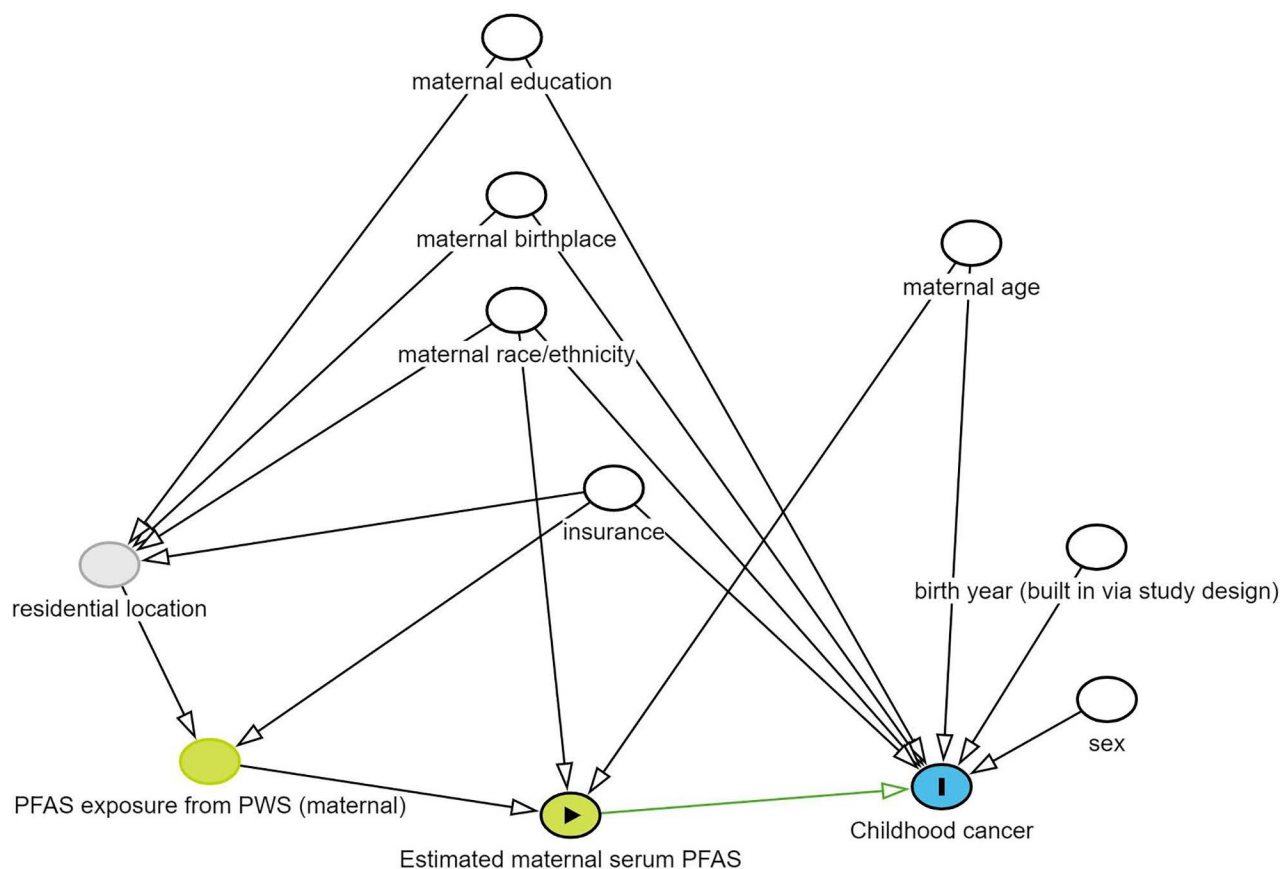 maternal education
maternal birthplace
maternal age
maternal race/ethnicity
insurance
birth year (built in via study design)
residential location
sex
PFAS exposure from PWS (maternal)
Childhood cancer
Estimated maternal serum PFAS